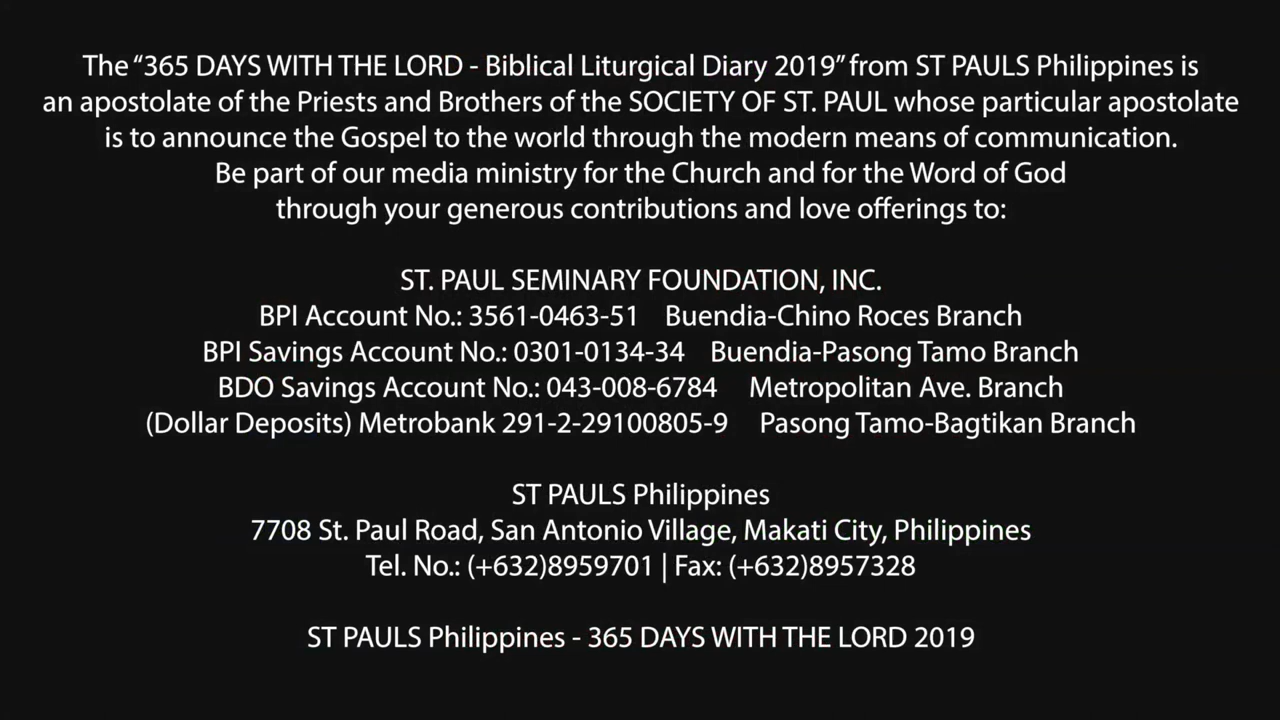 The “365 DAYS WITH THE LORD - Biblical Liturgical Diary 2019” from ST PAULS Philippines is
an apostolate of the Priests and Brothers of the SOCIETY OF ST. PAUL whose particular apostolate
is to announce the Gospel to the world through the modern means of communication.
Be part of our media ministry for the Church and for the Word of God
through your generous contributions and love offerings to:
ST. PAUL SEMINARY FOUNDATION, INC.
BPI Account No.: 3561-0463-51 Buendia-Chino Roces Branch
BPI Savings Account No.: 0301-0134-34 Buendia-Pasong Tamo Branch
BDO Savings Account No.: 043-008-6784 Metropolitan Ave. Branch
(Dollar Deposits) Metrobank 291-2-29100805-9 Pasong Tamo-Bagtikan Branch
ST PAULS Philippines
7708 St. Paul Road, San Antonio Village, Makati City, Philippines
Tel. No.: (+632)8959701 | Fax: (+632)8957328
ST PAULS Philippines - 365 DAYS WITH THE LORD 2019